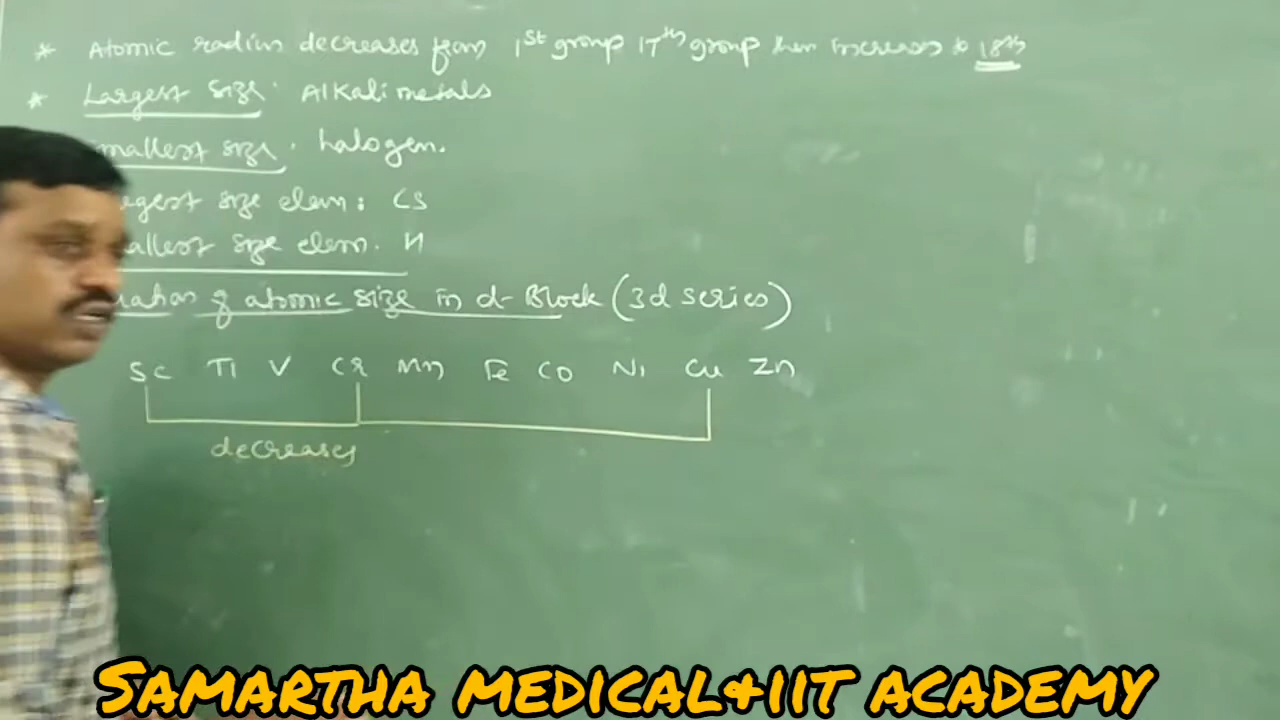 * Atomic radius decreases from 1st group 17th group then increases to 18th
* Largest size: Alkali metals
mallest size. halogen.
gest size elem: Cs
allest size elem. H
iation of atomic size in d-Block (3d series)
Sc Ti V Cr Mn Fe Co Ni Cu Zn
decreases
SAMARTHA MEDICAL&IIT ACADEMY